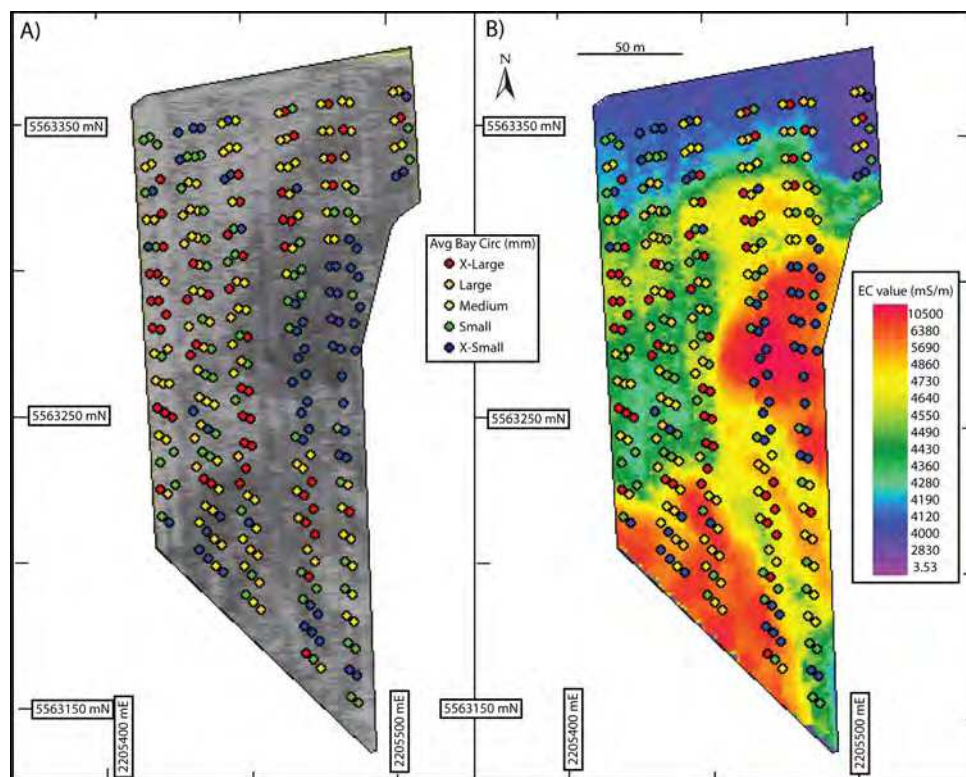 A)
B)
50 m
N
5563350 mN
5563350 mN
Avg Bay Circ (mm)
X-Large
Large
Medium
Small
X-Small
EC value (mS/m)
10500
6380
5690
4860
4730
4640
4550
4490
4430
4360
4280
4190
4120
4000
2830
3.53
5563250 mN
5563250 mN
5563150 mN
5563150 mN
2205400 mE
2205500 mE
2205400 mE
2205500 mE